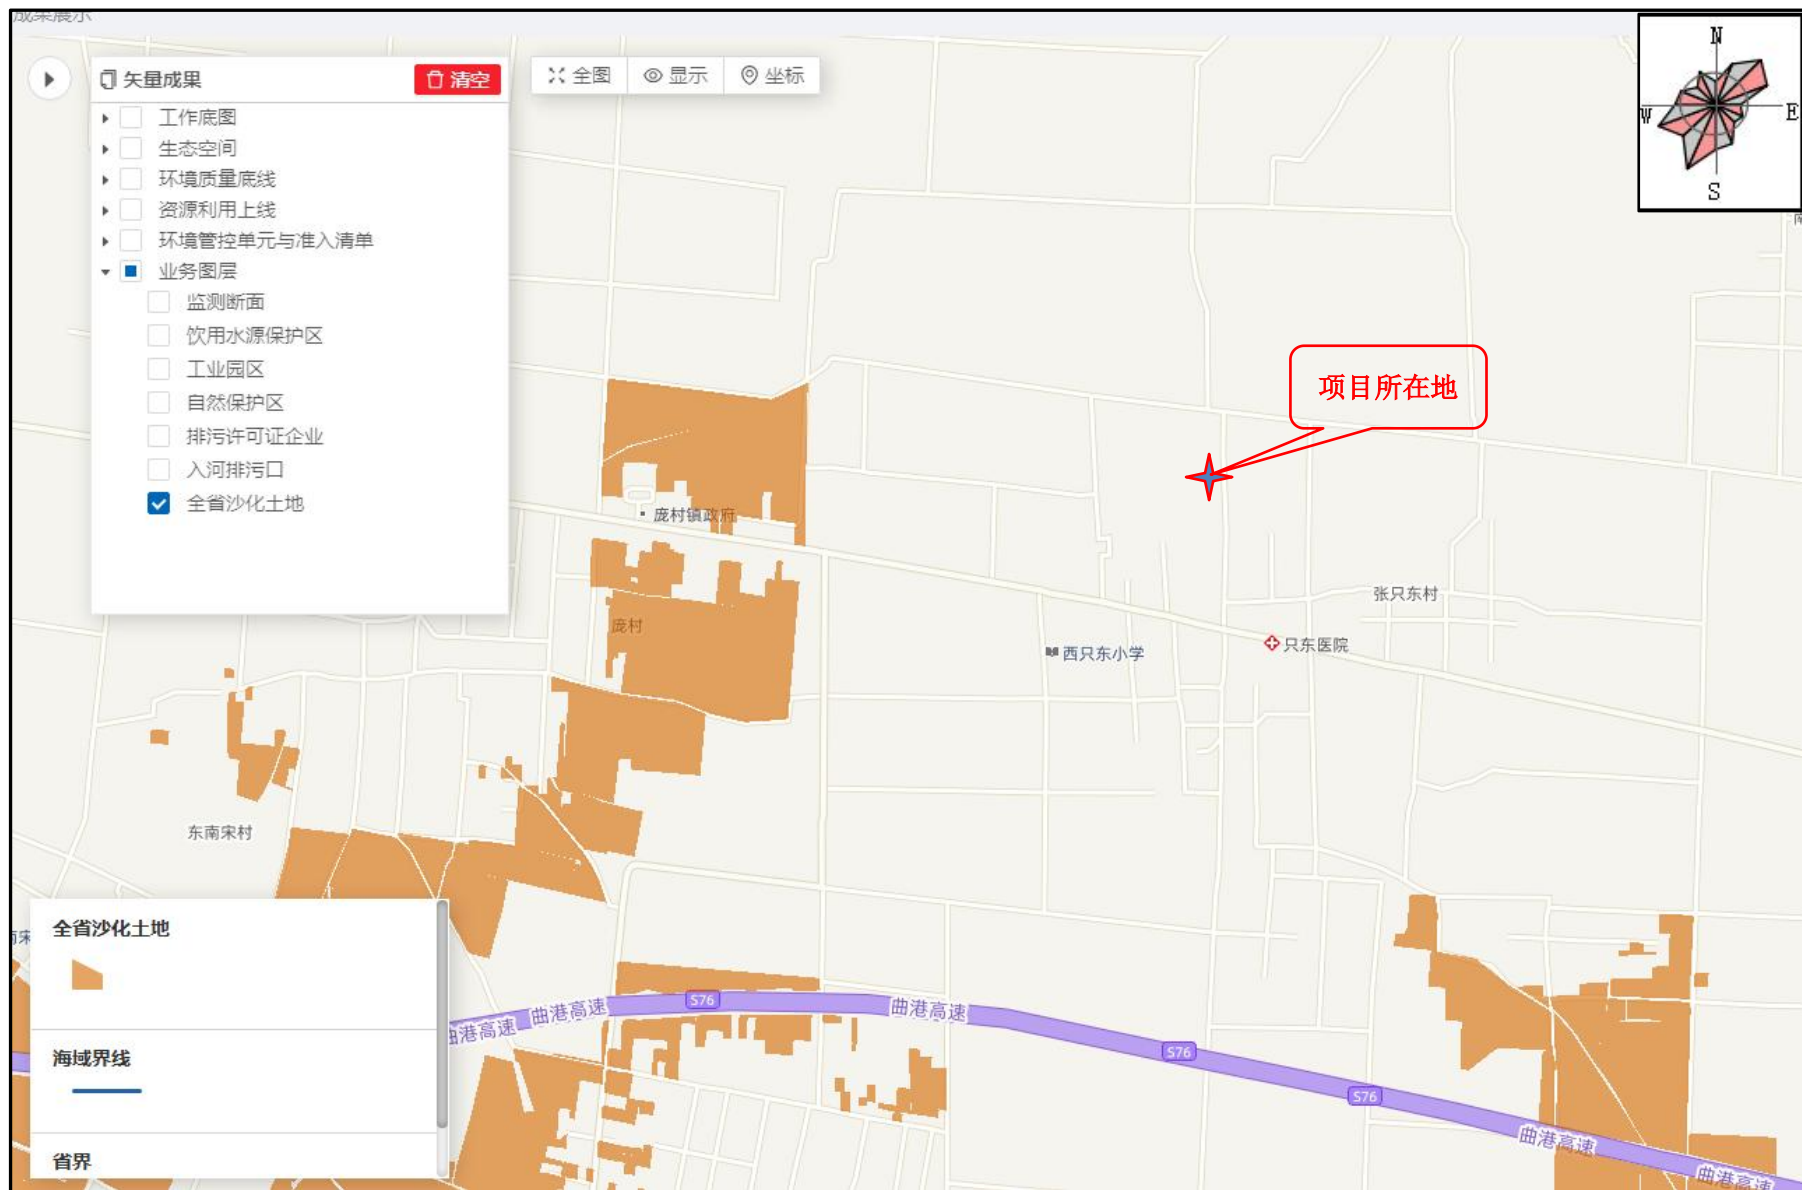 成果展示
矢量成果
清空
全图
显示
坐标
N
W
E
S
工作底图
生态空间
环境质量底线
资源利用上线
环境管控单元与准入清单
业务图层
监测断面
饮用水源保护区
工业园区
自然保护区
排污许可证企业
入河排污口
全省沙化土地
项目所在地
庞村镇政府
张只东村
庞村
西只东小学
只东医院
东南宋村
全省沙化土地
海域界线
省界
曲港高速
曲港高速
S76
曲港高速
S76
S76
曲港高速
曲港高速